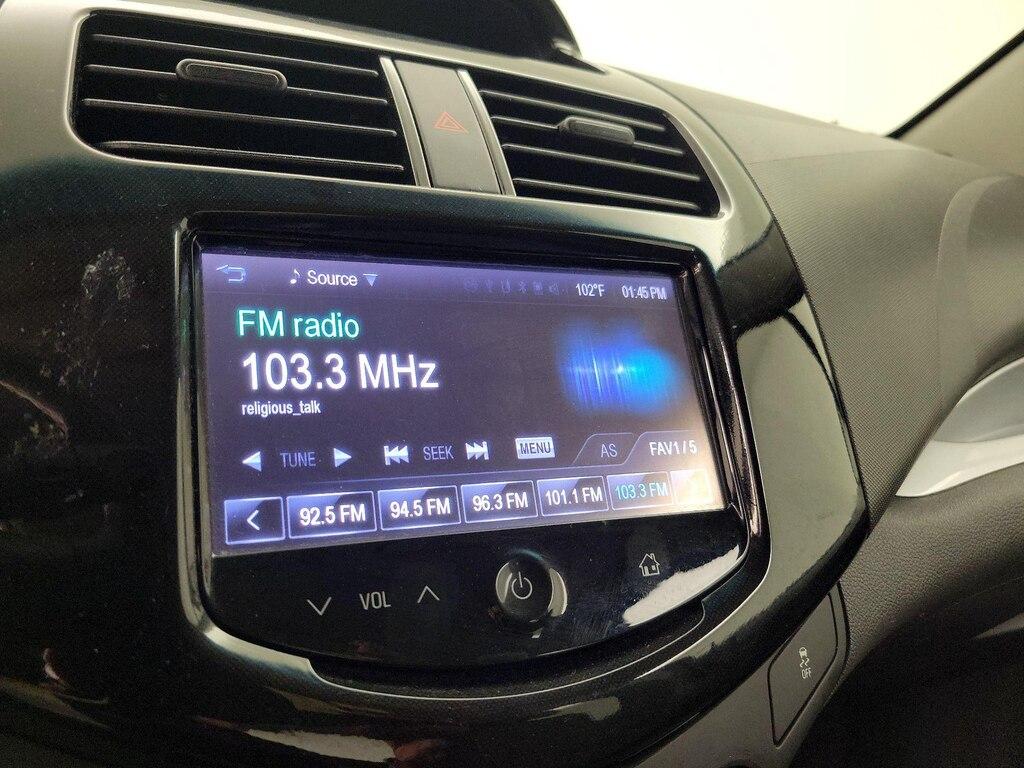 Source
102°F 01:45 PM
FM radio
103.3 MHz
religious_talk
TUNE SEEK MENU AS FAV1 / 5
92.5 FM 94.5 FM 96.3 FM 101.1 FM 103.3 FM
VOL
OFF